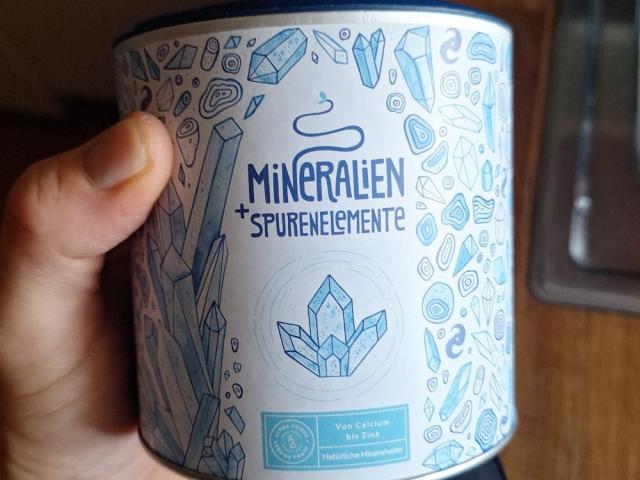 MiNERALiEN
+SPURENELEMENTE
Von Calcium
bis Zink
Natürliche Mineralsalze